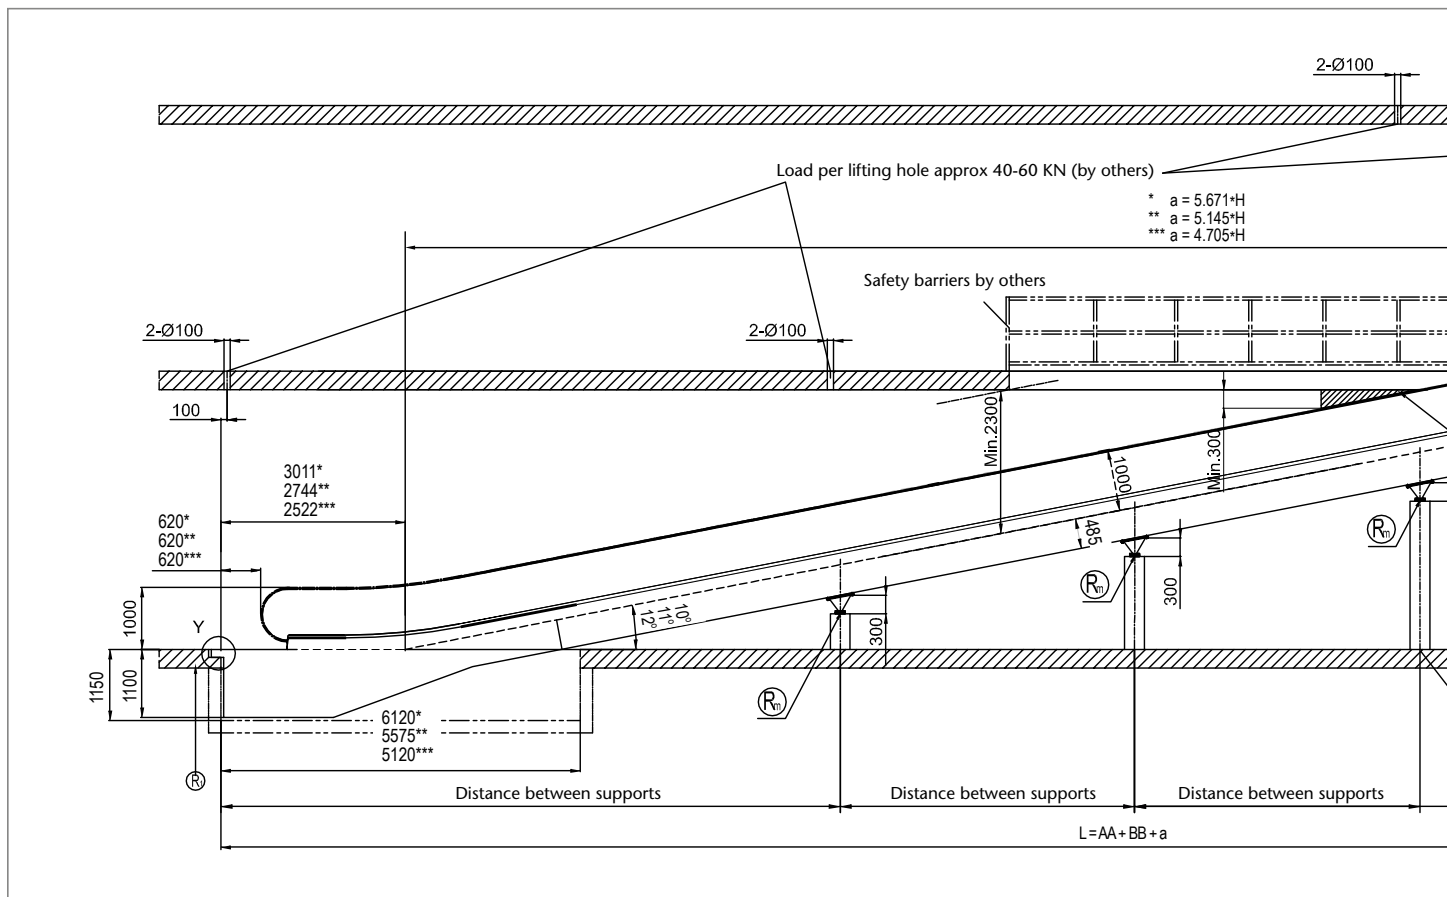 2-Ø100
Load per lifting hole approx 40-60 KN (by others)
* a = 5.671*H
** a = 5.145*H
*** a = 4.705*H
Safety barriers by others
2-Ø100
2-Ø100
100
Min.2300
Min.300
3011*
2744**
2522***
1000
620*
620**
620***
485
Rm
Rm
300
1000
10°
11°
12°
300
Y
1150
1100
Rm
6120*
5575**
5120***
R1
Distance between supports
Distance between supports
Distance between supports
L=AA+BB+a